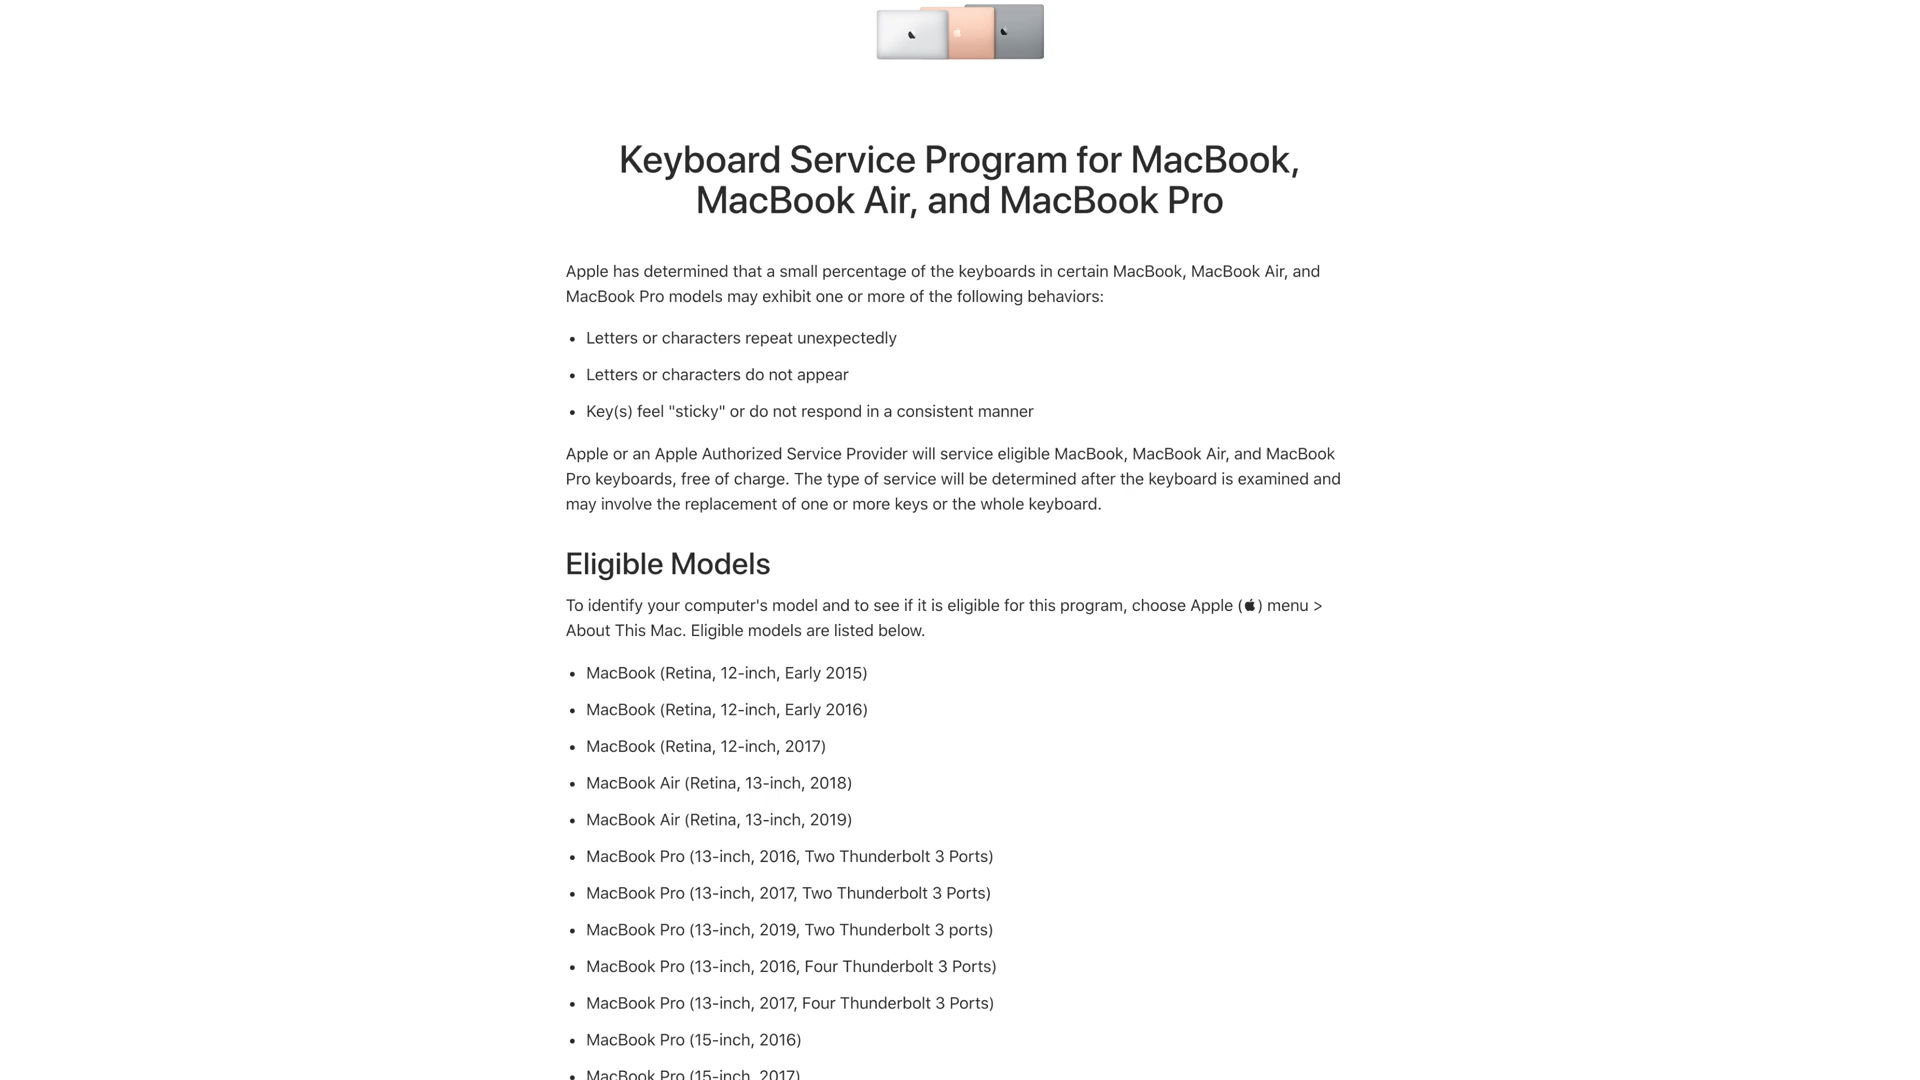 Keyboard Service Program for MacBook,
MacBook Air, and MacBook Pro
Apple has determined that a small percentage of the keyboards in certain MacBook, MacBook Air, and
MacBook Pro models may exhibit one or more of the following behaviors:
• Letters or characters repeat unexpectedly
• Letters or characters do not appear
• Key(s) feel "sticky" or do not respond in a consistent manner
Apple or an Apple Authorized Service Provider will service eligible MacBook, MacBook Air, and MacBook
Pro keyboards, free of charge. The type of service will be determined after the keyboard is examined and
may involve the replacement of one or more keys or the whole keyboard.
Eligible Models
To identify your computer's model and to see if it is eligible for this program, choose Apple () menu >
About This Mac. Eligible models are listed below.
• MacBook (Retina, 12-inch, Early 2015)
• MacBook (Retina, 12-inch, Early 2016)
• MacBook (Retina, 12-inch, 2017)
• MacBook Air (Retina, 13-inch, 2018)
• MacBook Air (Retina, 13-inch, 2019)
• MacBook Pro (13-inch, 2016, Two Thunderbolt 3 Ports)
• MacBook Pro (13-inch, 2017, Two Thunderbolt 3 Ports)
• MacBook Pro (13-inch, 2019, Two Thunderbolt 3 ports)
• MacBook Pro (13-inch, 2016, Four Thunderbolt 3 Ports)
• MacBook Pro (13-inch, 2017, Four Thunderbolt 3 Ports)
• MacBook Pro (15-inch, 2016)
• MacBook Pro (15-inch, 2017)